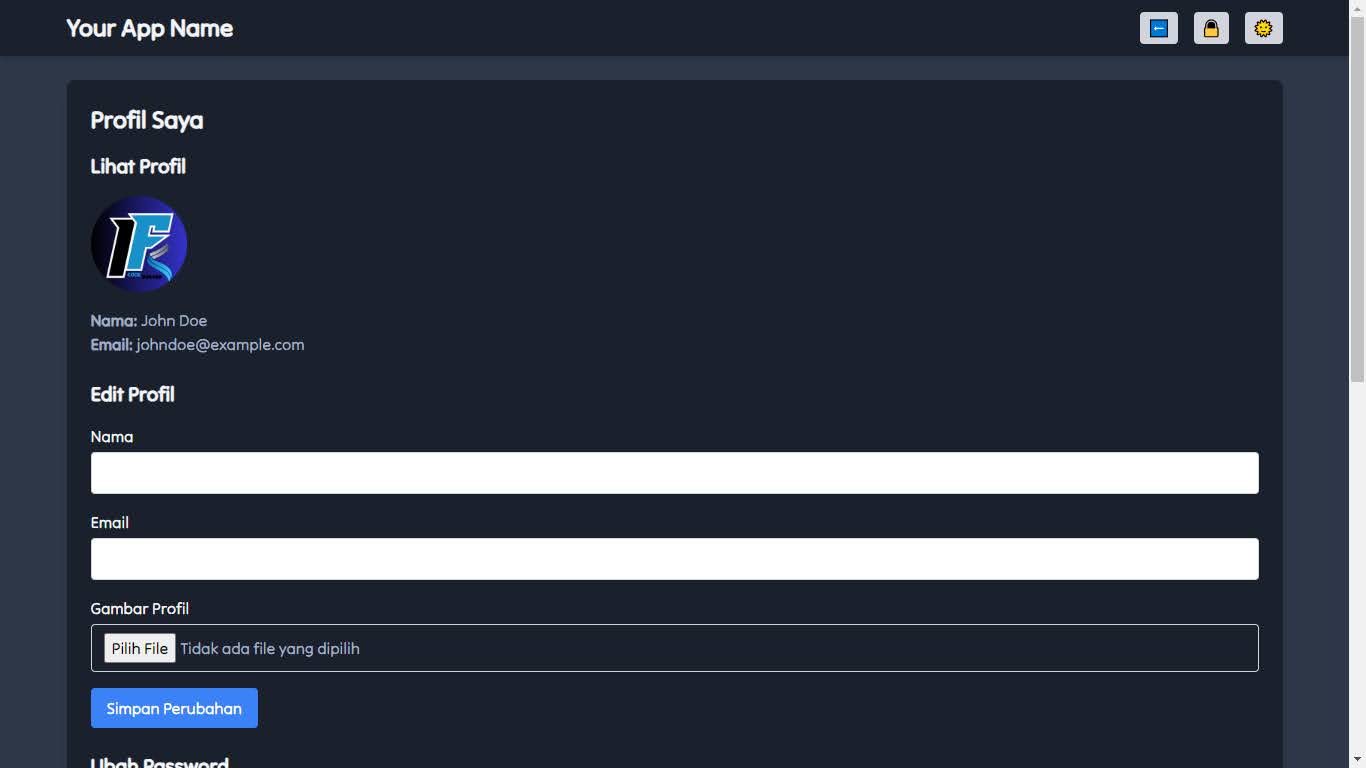 Your App Name
Profil Saya
Lihat Profil
IF
Nama: John Doe
Email: johndoe@example.com
Edit Profil
Nama
Email
Gambar Profil
Pilih File Tidak ada file yang dipilih
Simpan Perubahan
Ubah Password